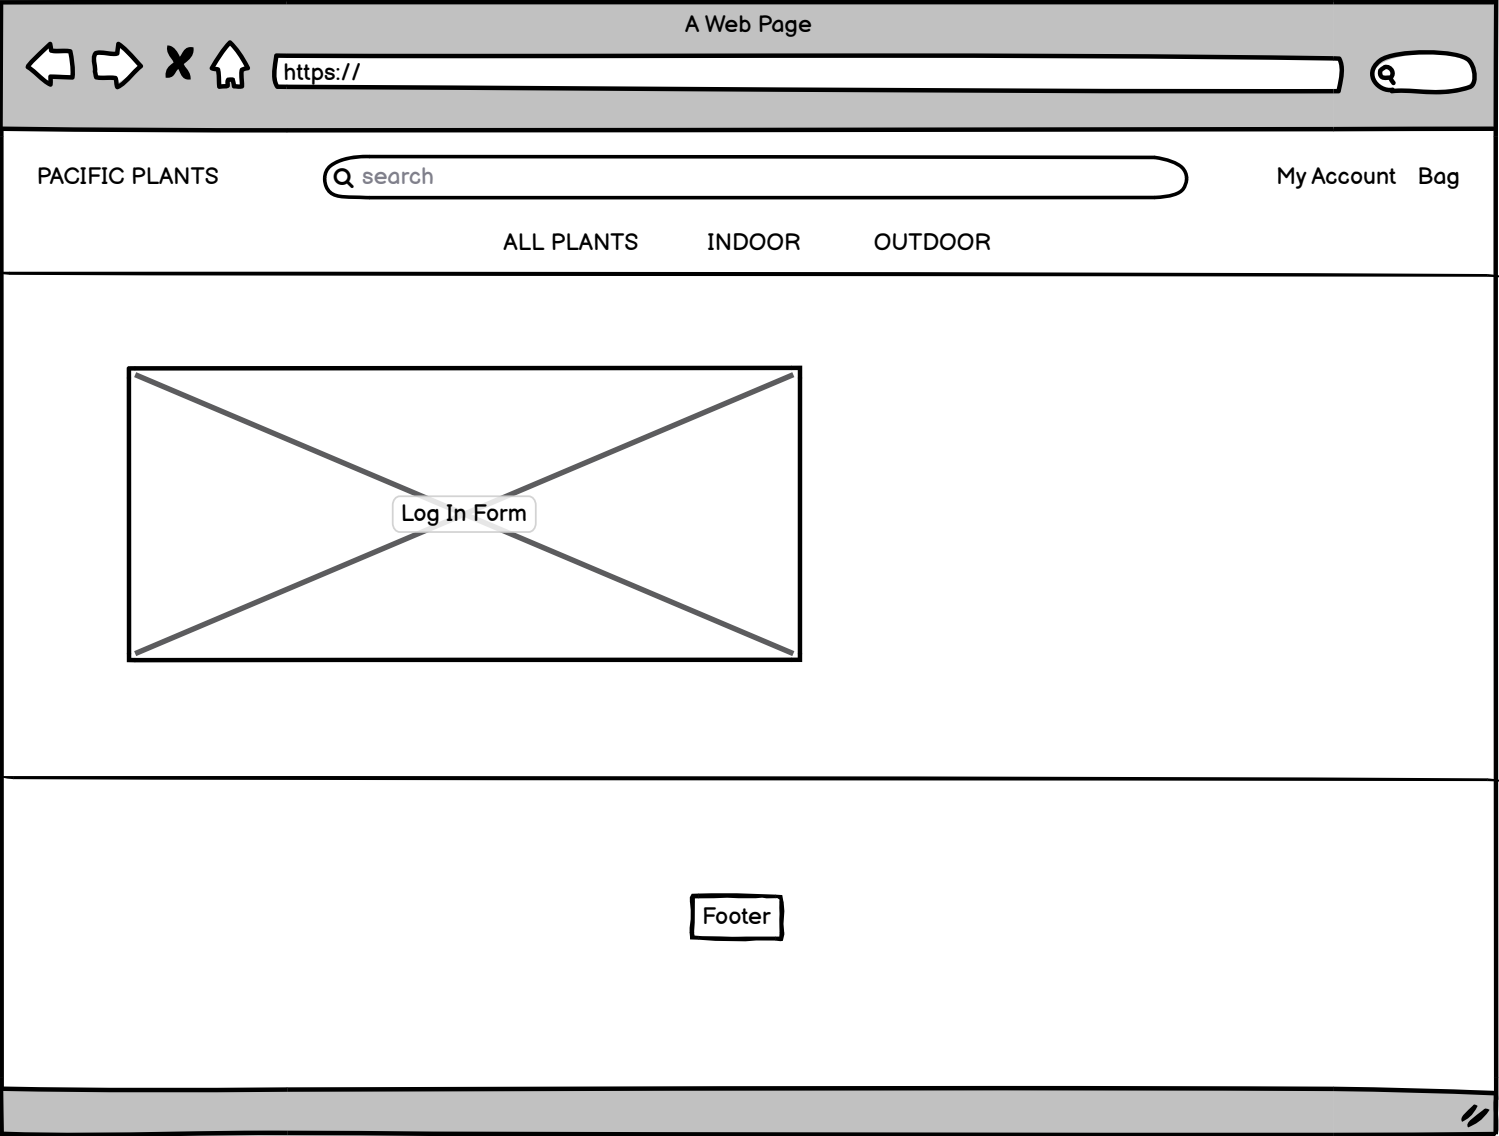 A Web Page
https://
PACIFIC PLANTS
search
My Account
Bag
ALL PLANTS
INDOOR
OUTDOOR
Log In Form
Footer